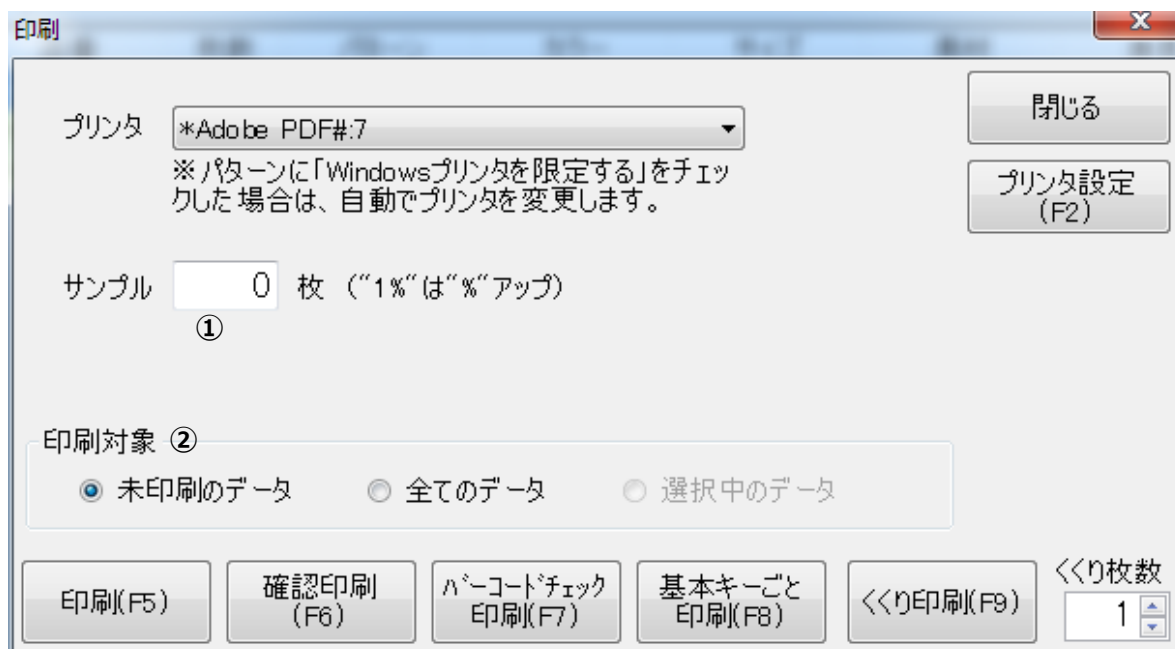 印刷
閉じる
プリンタ *Adobe PDF#:7
※パターンに「Windowsプリンタを限定する」をチェッ
クした場合は、自動でプリンタを変更します。
プリンタ設定
(F2)
サンプル 0 枚 (“1%“は“%“アップ)
①
印刷対象 ②
未印刷のデータ 全てのデータ 選択中のデータ
印刷(F5)
確認印刷
(F6)
バーコードチェック
印刷(F7)
基本キーごと
印刷(F8)
くくり印刷(F9)
くくり枚数
1